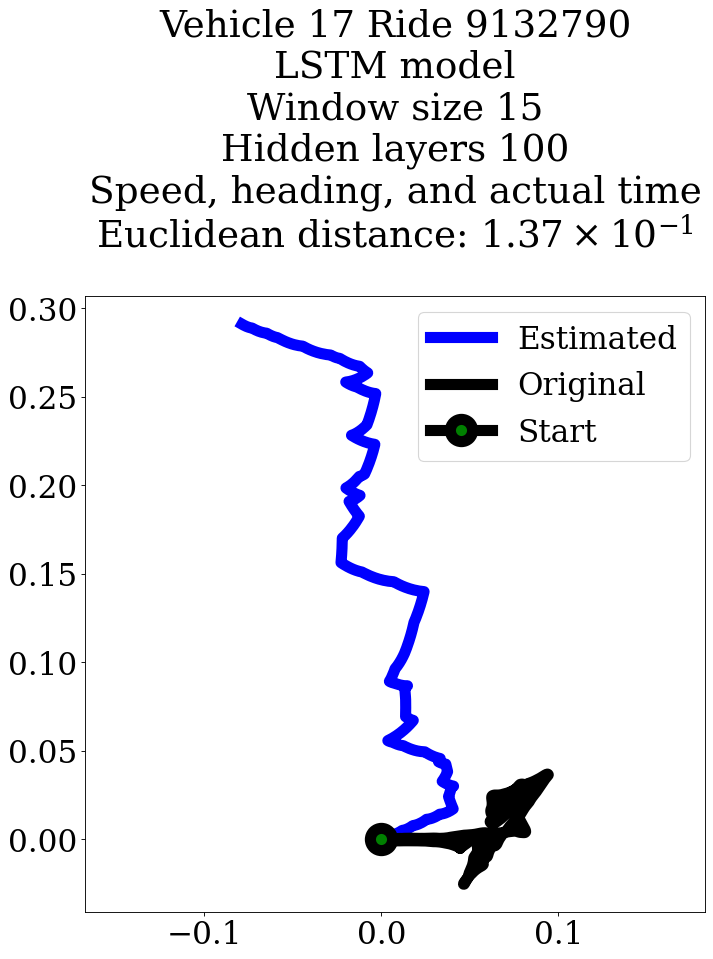 Vehicle 17 Ride 9132790
LSTM model
Window size 15
Hidden layers 100
Speed, heading, and actual time
Euclidean distance: 1.37 × 10⁻¹
0.30
0.25
0.20
0.15
0.10
0.05
0.00
Estimated
Original
Start
−0.1 0.0 0.1